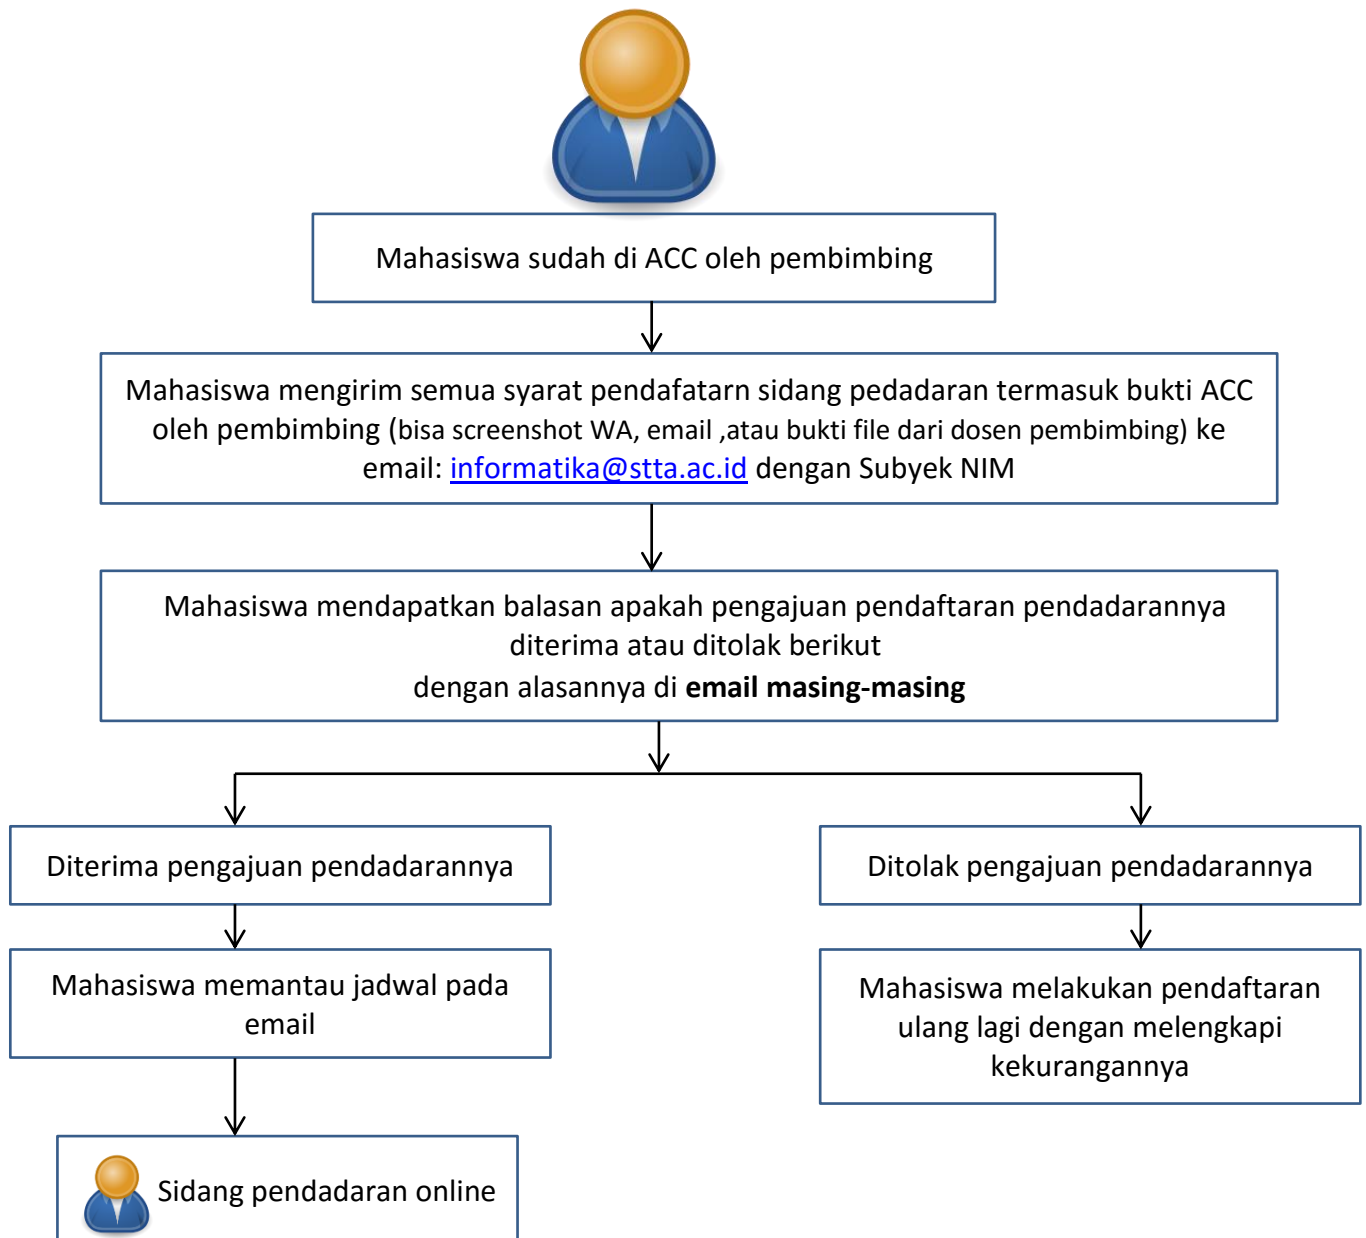 Mahasiswa sudah di ACC oleh pembimbing
Mahasiswa mengirim semua syarat pendafatarn sidang pedadaran termasuk bukti ACC
oleh pembimbing (bisa screenshot WA, email ,atau bukti file dari dosen pembimbing) ke
email: informatika@stta.ac.id dengan Subyek NIM
Mahasiswa mendapatkan balasan apakah pengajuan pendaftaran pendadarannya
diterima atau ditolak berikut
dengan alasannya di email masing-masing
Diterima pengajuan pendadarannya
Ditolak pengajuan pendadarannya
Mahasiswa memantau jadwal pada
email
Mahasiswa melakukan pendaftaran
ulang lagi dengan melengkapi
kekurangannya
Sidang pendadaran online